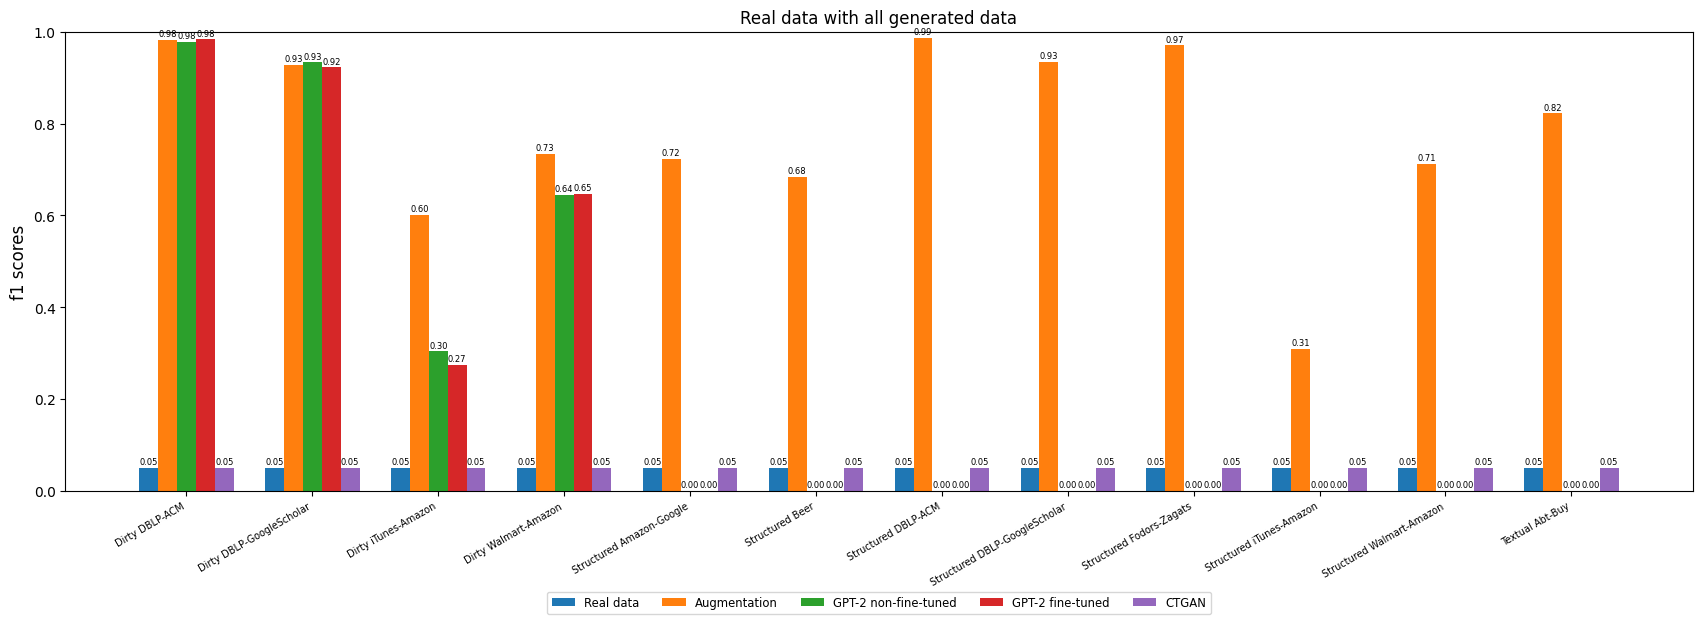 Real data with all generated data
f1 scores
1.0
0.8
0.6
0.4
0.2
0.0
0.05 0.98 0.98 0.98 0.05
0.05 0.93 0.93 0.92 0.05
0.05 0.60 0.30 0.27 0.05
0.05 0.73 0.64 0.65 0.05
0.05 0.72 0.00 0.00 0.05
0.05 0.68 0.00 0.00 0.05
0.05 0.99 0.00 0.00 0.05
0.05 0.93 0.00 0.00 0.05
0.05 0.97 0.00 0.00 0.05
0.05 0.31 0.00 0.00 0.05
0.05 0.71 0.00 0.00 0.05
0.05 0.82 0.00 0.00 0.05
Dirty DBLP-ACM
Dirty DBLP-GoogleScholar
Dirty iTunes-Amazon
Dirty Walmart-Amazon
Structured Amazon-Google
Structured Beer
Structured DBLP-ACM
Structured DBLP-GoogleScholar
Structured Fodors-Zagats
Structured iTunes-Amazon
Structured Walmart-Amazon
Textual Abt-Buy
Real data
Augmentation
GPT-2 non-fine-tuned
GPT-2 fine-tuned
CTGAN